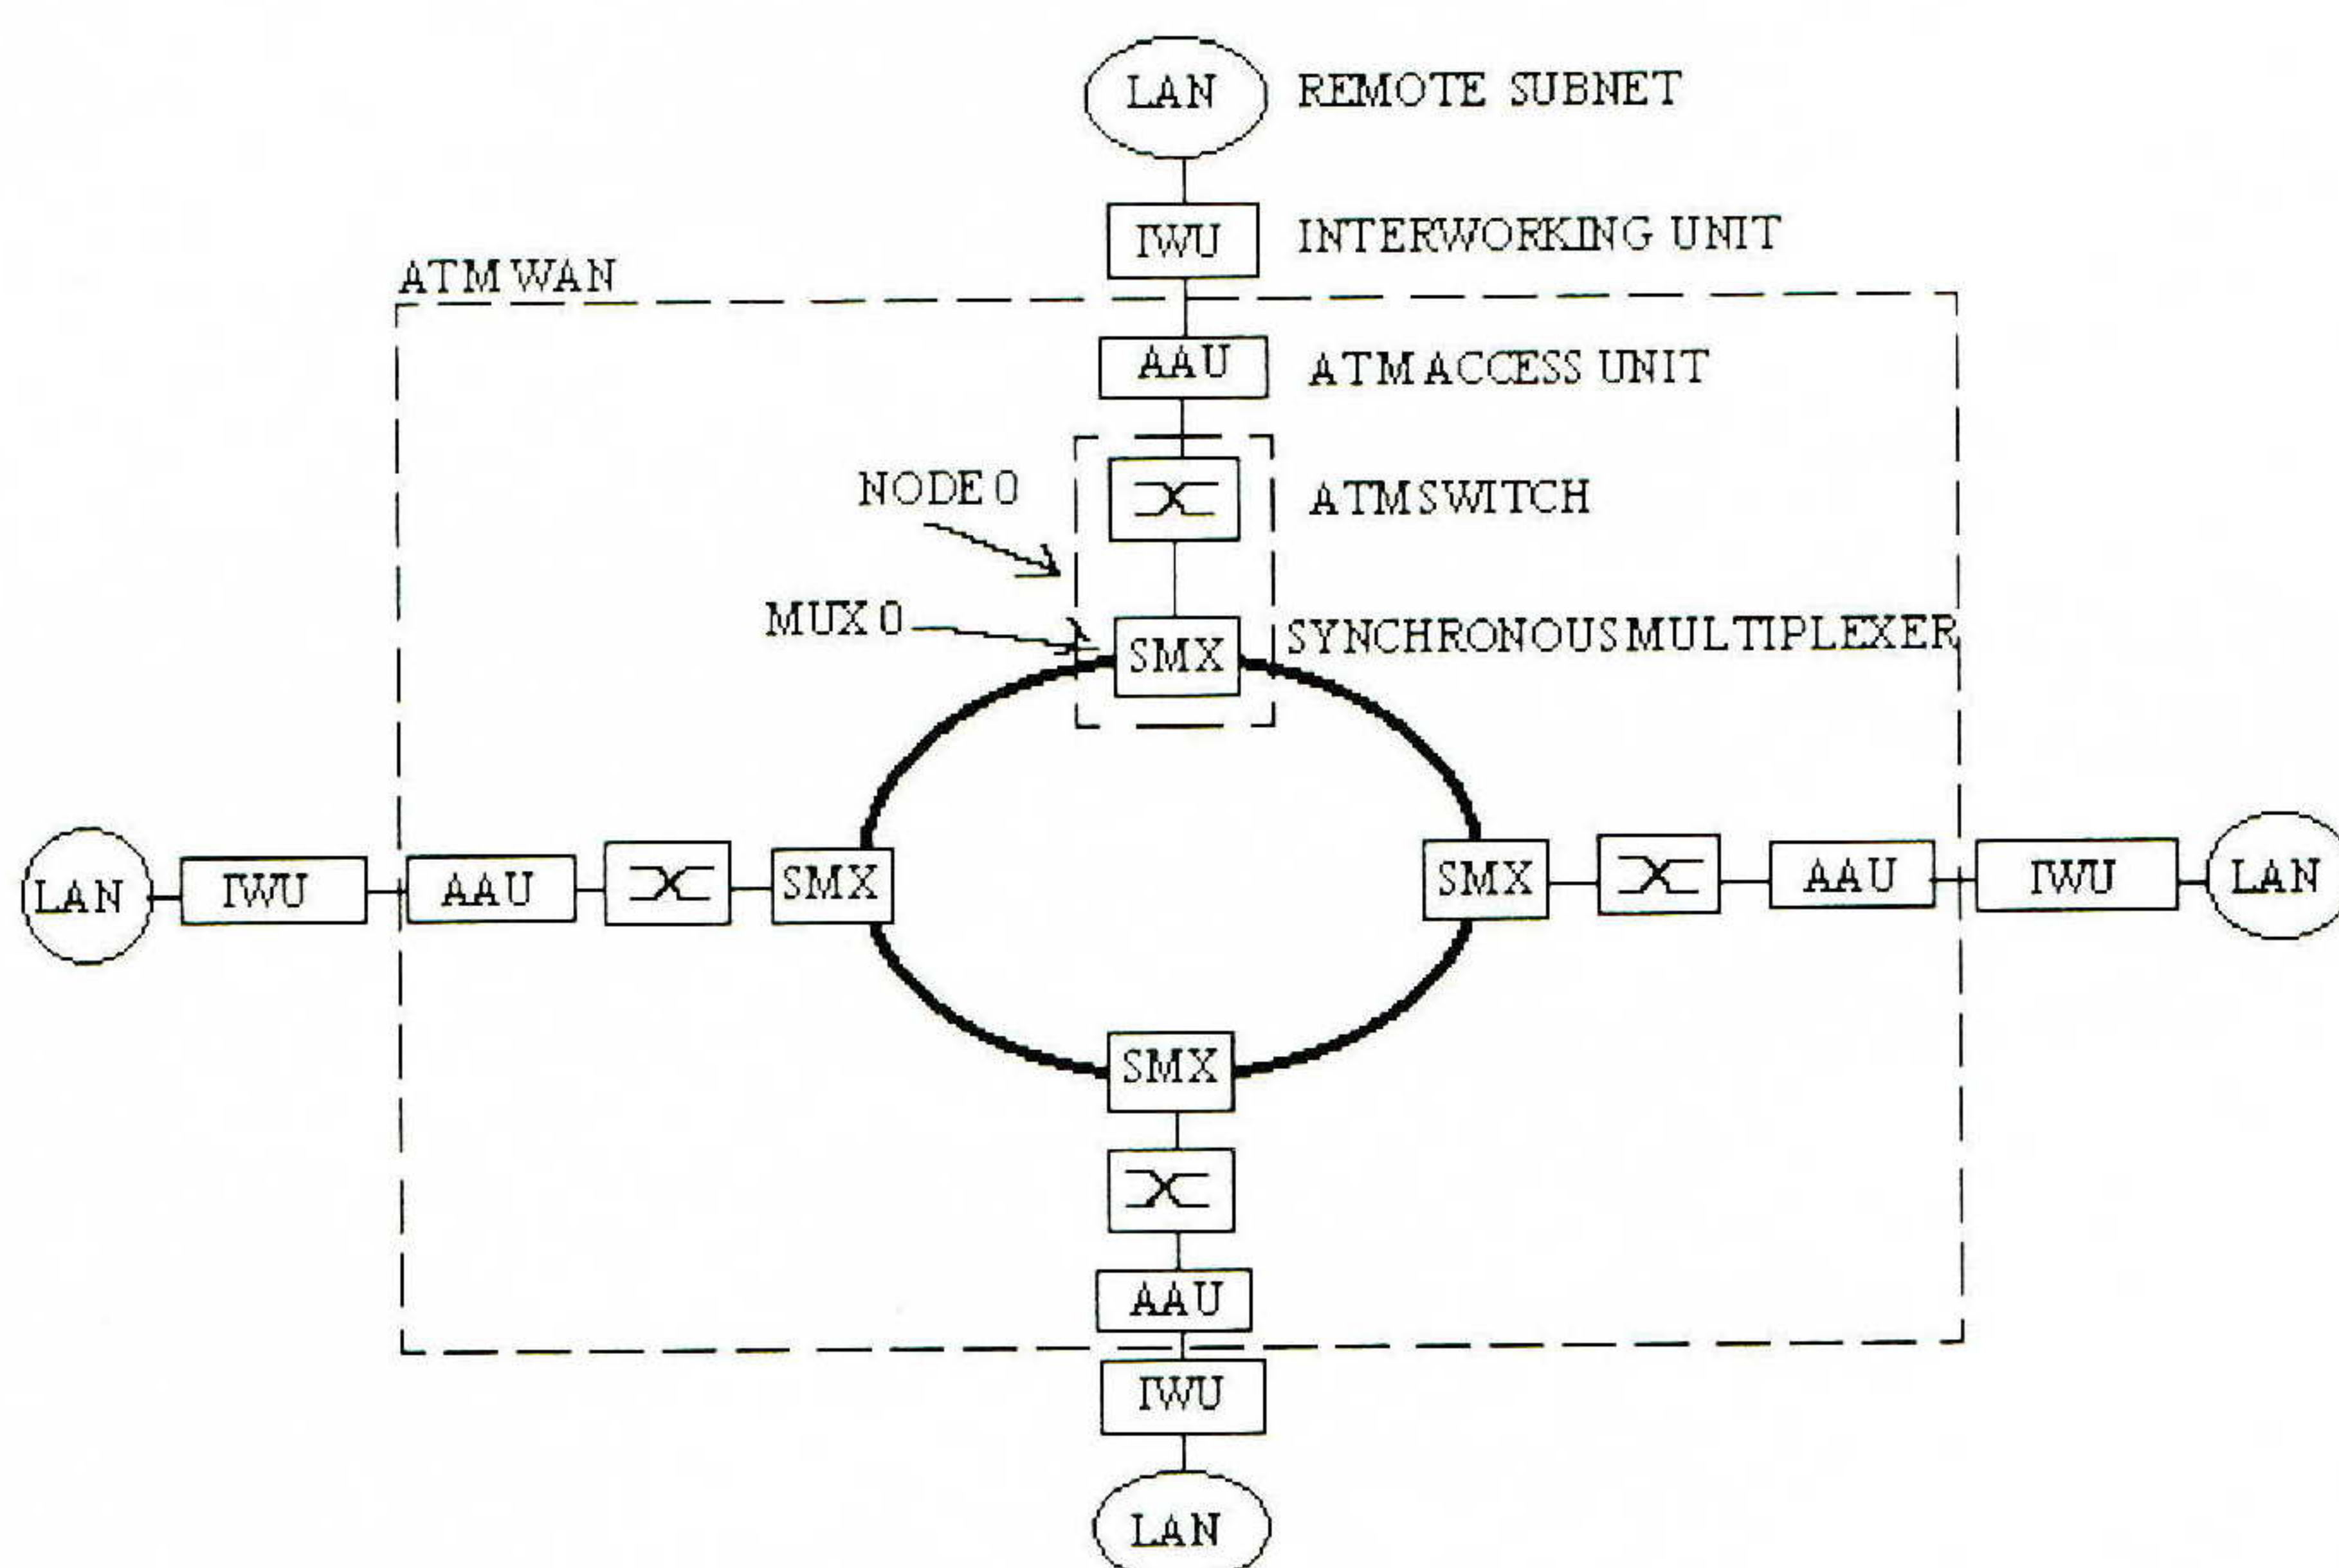 LAN REMOTE SUBNET
IWU INTERWORKING UNIT
ATM WAN
AAU ATM ACCESS UNIT
NODE 0
ATM SWITCH
MUX 0
SMX SYNCHRONOUS MULTIPLEXER
LAN IWU AAU SMX SMX AAU IWU LAN
SMX
AAU
IWU
LAN